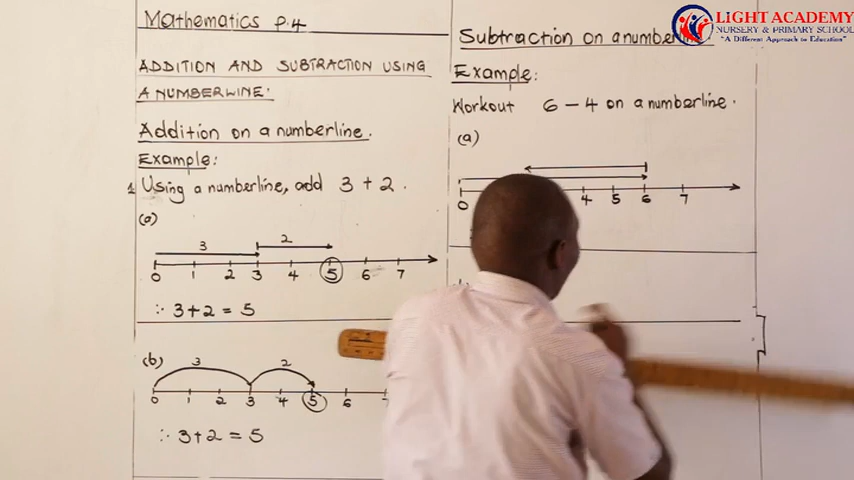 Mathematics P.4
ADDITION AND SUBTRACTION USING
A NUMBERLINE:
Addition on a numberline.
Example:
1. Using a numberline, add 3 + 2.
(a)
3 2
0 1 2 3 4 5 6 7
∴ 3+2 = 5
(b)
3 2
0 1 2 3 4 5 6
∴ 3+2 = 5
Subtraction on a number
Example:
Workout 6 - 4 on a numberline.
(a)
0 4 5 6 7
LIGHT ACADEMY
NURSERY & PRIMARY SCHOOL
"A Different Approach to Education"